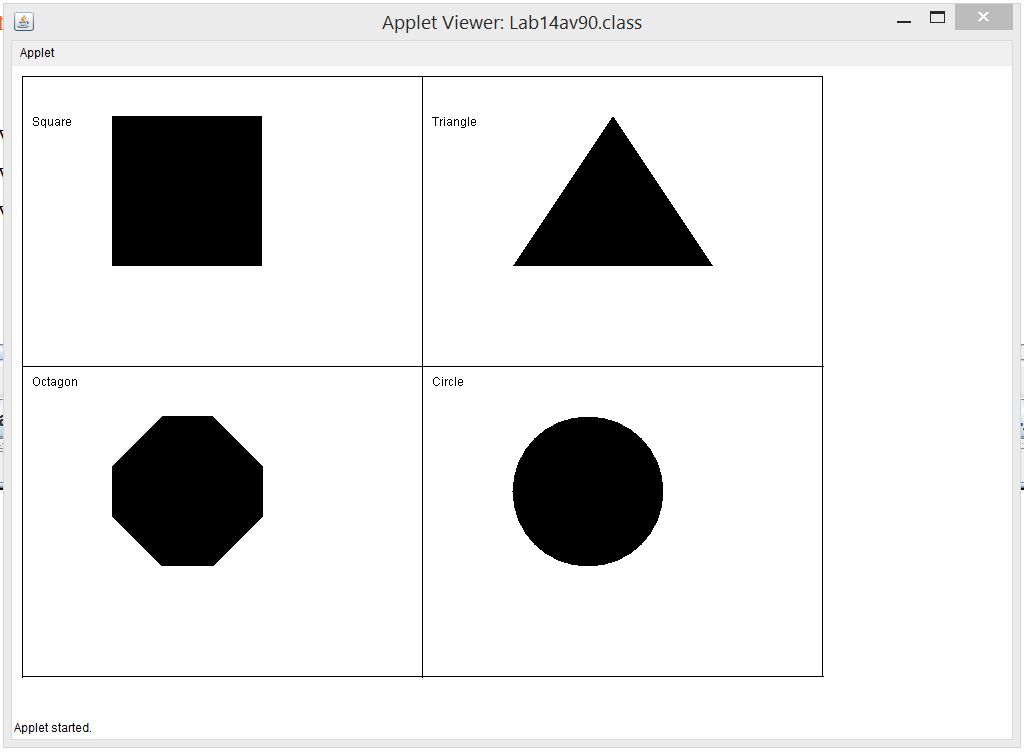 Applet Viewer: Lab14av90.class
Applet
Square
Triangle
Octagon
Circle
Applet started.